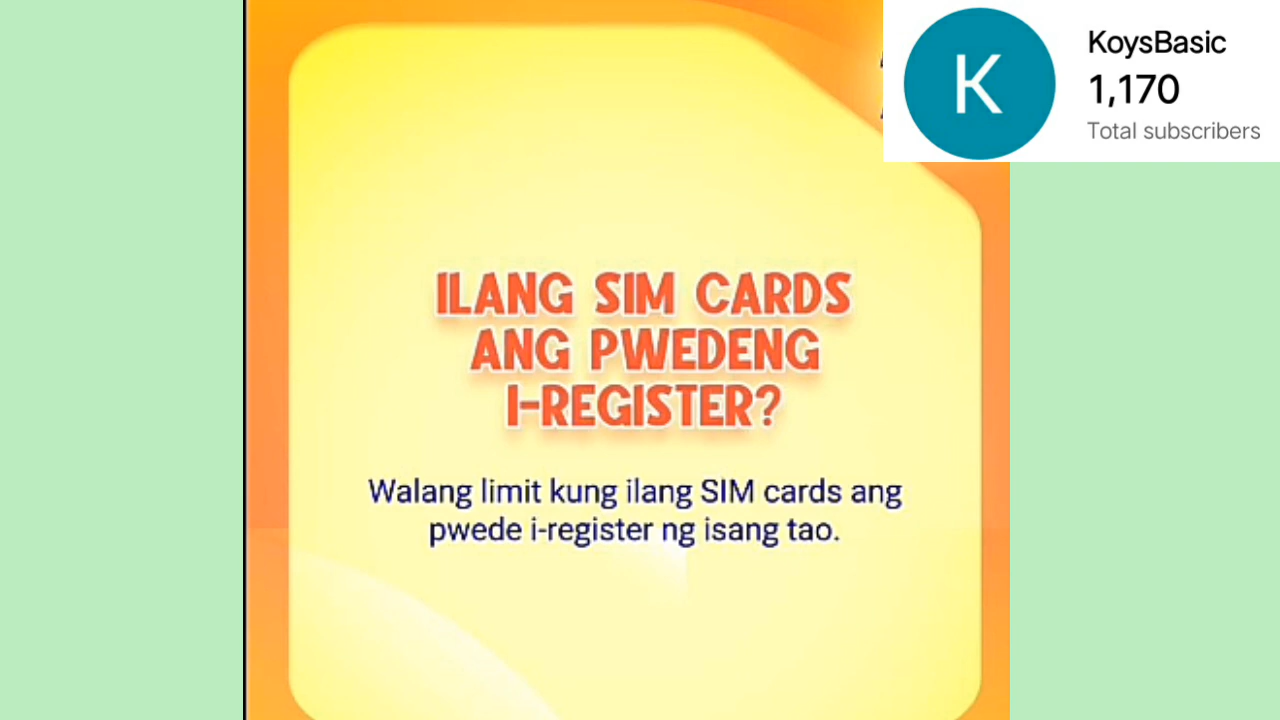 K
KoysBasic
1,170
Total subscribers
ILANG SIM CARDS
ANG PWEDENG
I-REGISTER?
Walang limit kung ilang SIM cards ang
pwede i-register ng isang tao.